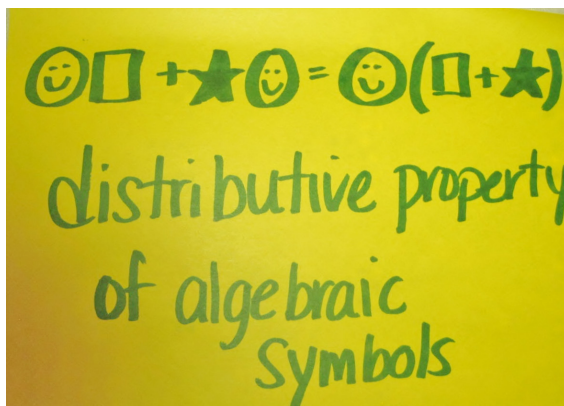 ☺□ + ★☺ = ☺(□ + ★)
distributive property
of algebraic
symbols